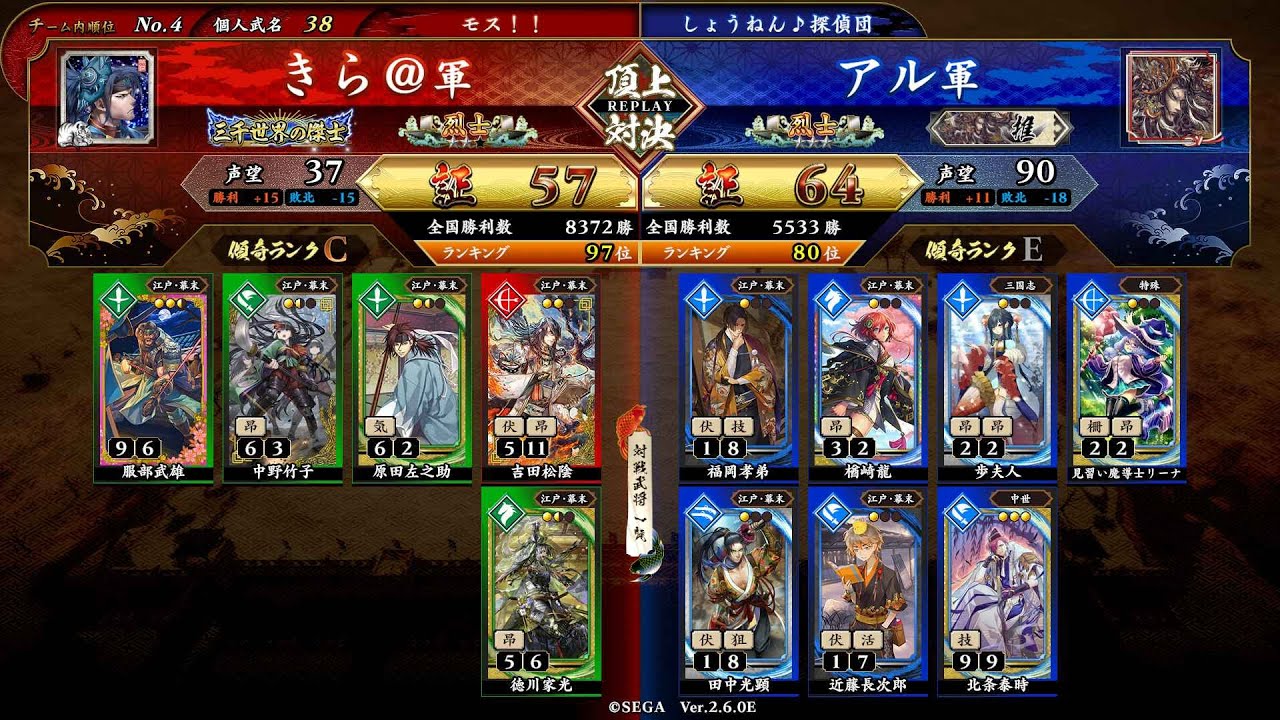 チーム内順位 No.4 個人武名 38
モス！！
しょうねん♪探偵団
きら@軍
頂上
REPLAY
対決
アル軍
三千世界の傑士
烈士
烈士
推
声望 37
勝利 +15 敗北 -15
証 57
証 64
声望 90
勝利 +11 敗北 -18
全国勝利数 8372勝
全国勝利数 5533勝
傾奇ランクC
ランキング 97位
ランキング 80位
傾奇ランクE
江戸・幕末
9 6
服部武雄
江戸・幕末
昂
6 3
中野竹子
江戸・幕末
気
6 2
原田左之助
江戸・幕末
伏 昂
5 11
吉田松陰
江戸・幕末
伏 技
1 8
福岡孝弟
江戸・幕末
昂
3 2
楢崎龍
三国志
昂 昂
2 2
歩夫人
特殊
柵 昂
2 2
見習い魔導士リーナ
対戦武将一覧
江戸・幕末
昂
5 6
徳川家光
江戸・幕末
伏 狙
1 8
田中光顕
江戸・幕末
伏 活
1 7
近藤長次郎
中世
技
9 9
北条泰時
©SEGA Ver.2.6.0E